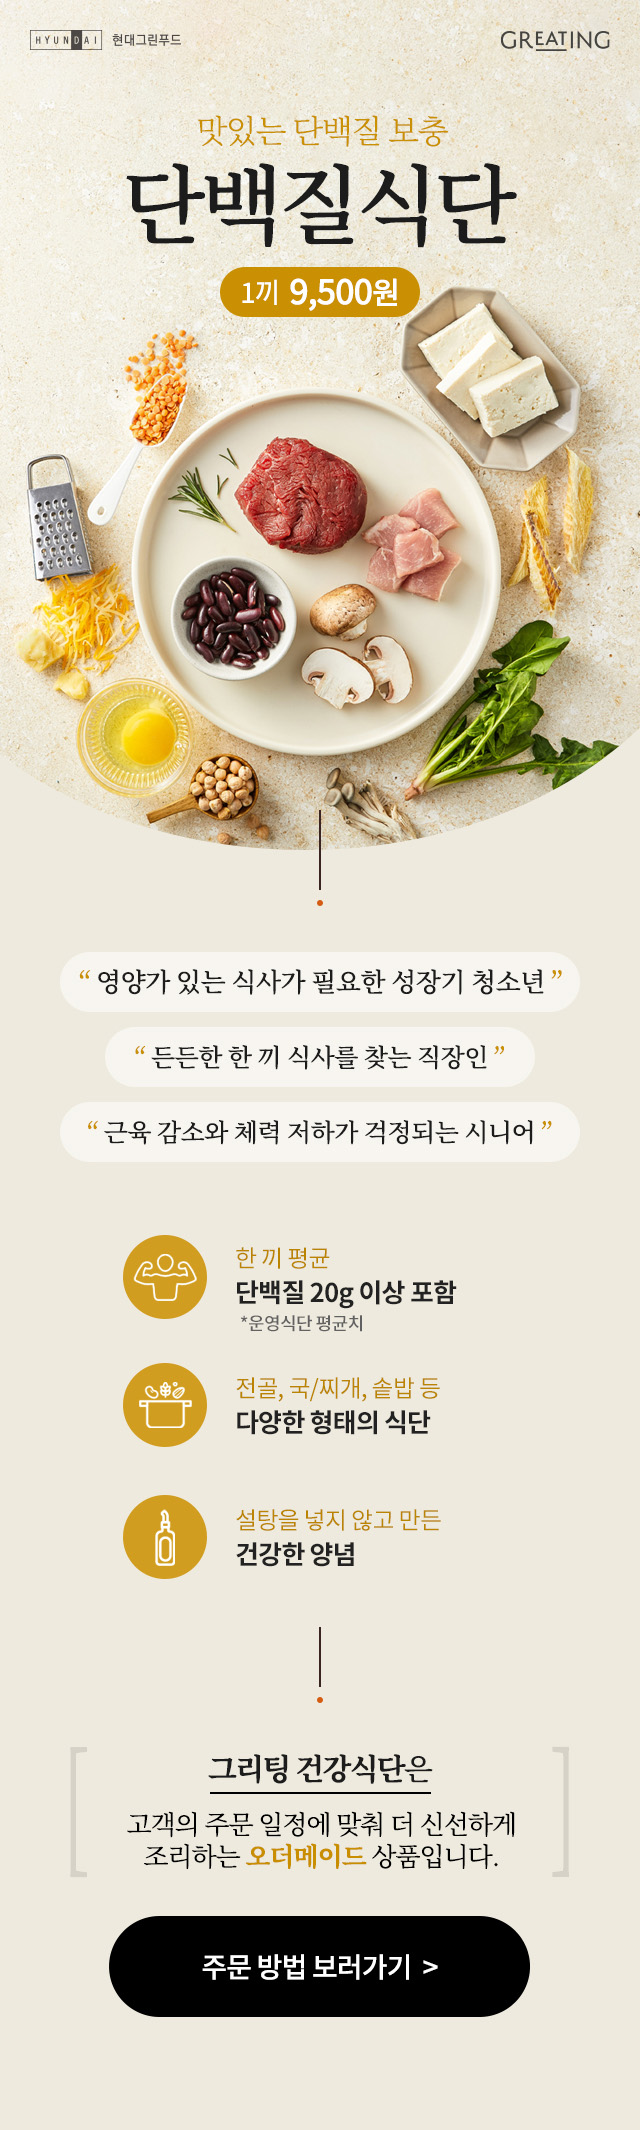 HYUNDAI 현대그린푸드
GREATING
맛있는 단백질 보충
단백질식단
1끼 9,500원
“ 영양가 있는 식사가 필요한 성장기 청소년 ”
“ 든든한 한 끼 식사를 찾는 직장인 ”
“ 근육 감소와 체력 저하가 걱정되는 시니어 ”
한 끼 평균
단백질 20g 이상 포함
*운영식단 평균치
전골, 국/찌개, 솥밥 등
다양한 형태의 식단
설탕을 넣지 않고 만든
건강한 양념
그리팅 건강식단은
고객의 주문 일정에 맞춰 더 신선하게
조리하는 오더메이드 상품입니다.
주문 방법 보러가기 >